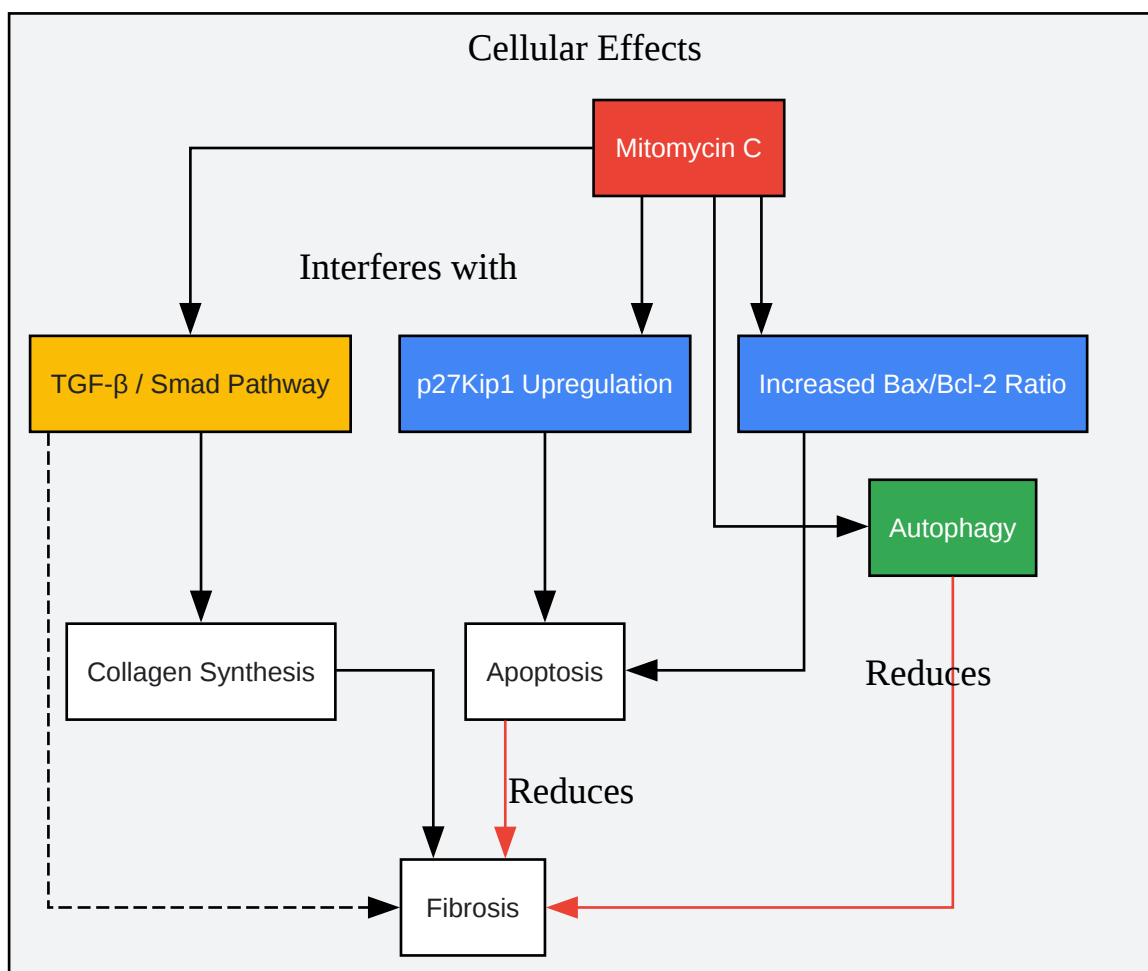 Cellular Effects
Mitomycin C
Interferes with
TGF-β / Smad Pathway
p27Kip1 Upregulation
Increased Bax/Bcl-2 Ratio
Autophagy
Collagen Synthesis
Apoptosis
Reduces
Reduces
Fibrosis